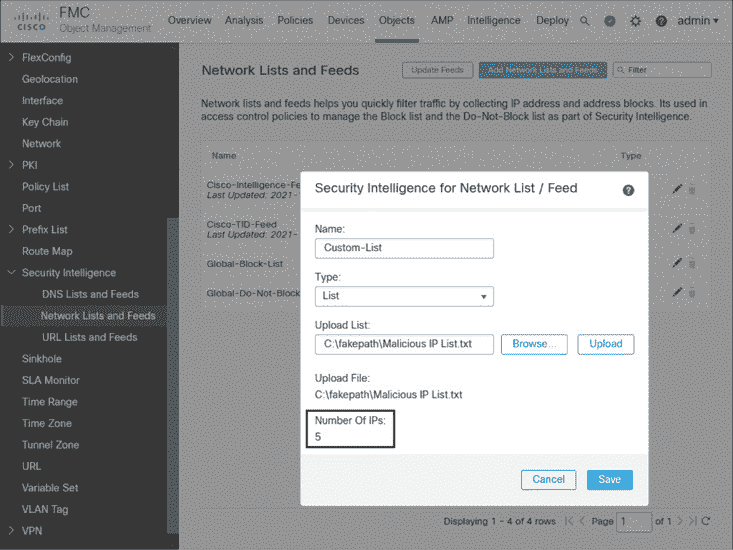 CISCO
FMC
Object Management
Overview
Analysis
Policies
Devices
Objects
AMP
Intelligence
Deploy
admin
FlexConfig
Geolocation
Interface
Key Chain
Network
PKI
Policy List
Port
Prefix List
Route Map
Security Intelligence
DNS Lists and Feeds
Network Lists and Feeds
URL Lists and Feeds
Sinkhole
SLA Monitor
Time Range
Time Zone
Tunnel Zone
URL
Variable Set
VLAN Tag
VPN
Network Lists and Feeds
Update Feeds
Add Network Lists and Feeds
Filter
Network lists and feeds helps you quickly filter traffic by collecting IP address and address blocks. Its used in
access control policies to manage the Block list and the Do-Not-Block list as part of Security Intelligence.
Name
Type
Cisco-Intelligence-Fe
Last Updated: 2021-
Cisco-TID-Feed
Last Updated: 2021-
Global-Block-List
Global-Do-Not-Block
Security Intelligence for Network List / Feed
?
Name:
Custom-List
Type:
List
Upload List:
C:\fakepath\Malicious IP List.txt
Browse...
Upload
Upload File:
C:\fakepath\Malicious IP List.txt
Number Of IPs:
5
Cancel
Save
Displaying 1 - 4 of 4 rows
Page 1 of 1